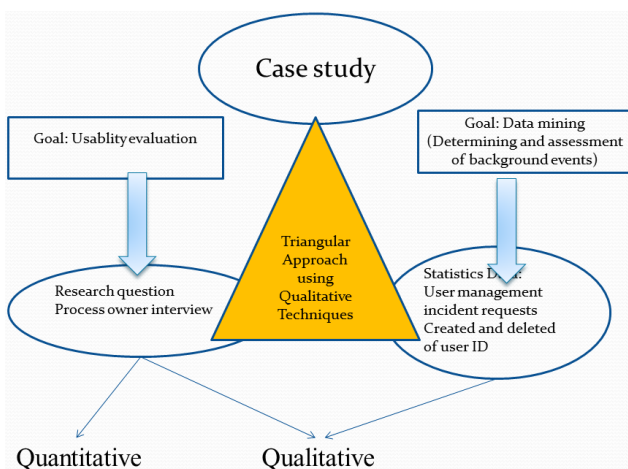 Case study
Goal: Usablity evaluation
Goal: Data mining
(Determining and assessment
of background events)
Triangular
Approach
using
Qualitative
Techniques
Research question
Process owner interview
Statistics Data:
User management
incident requests
Created and deleted
of user ID
Quantitative
Qualitative